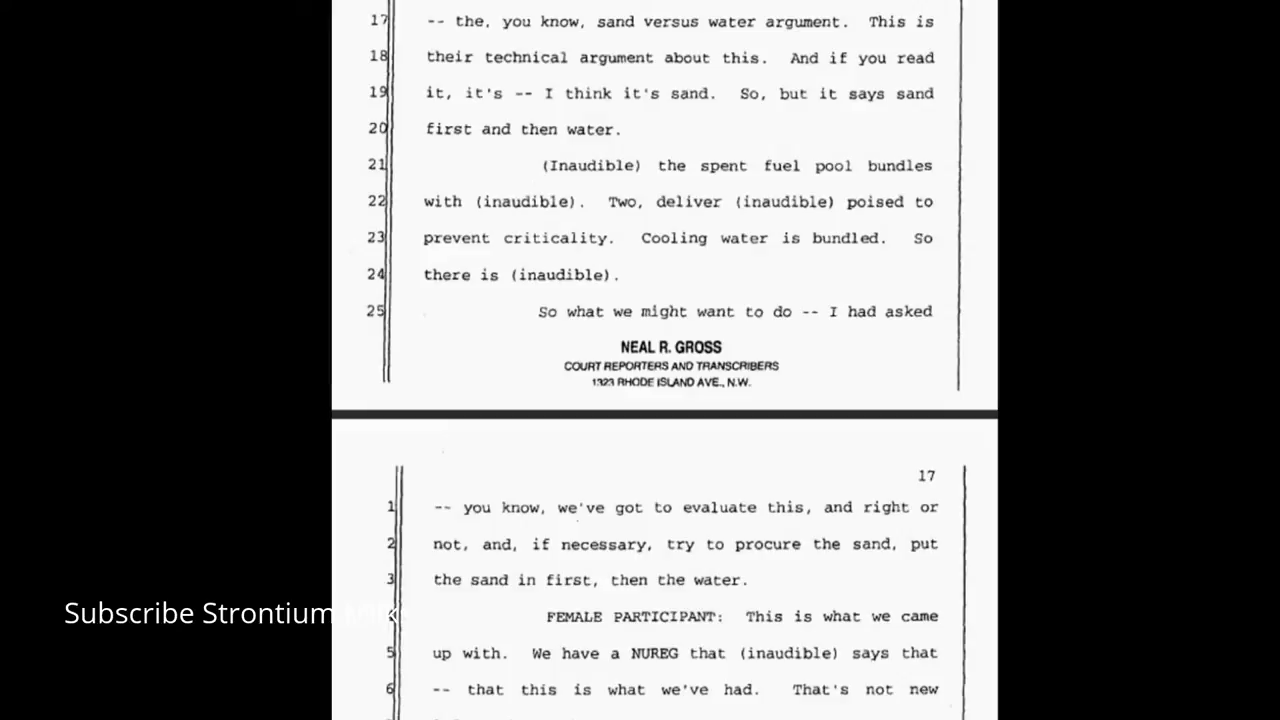 17 -- the, you know, sand versus water argument. This is
18 their technical argument about this. And if you read
19 it, it's -- I think it's sand. So, but it says sand
20 first and then water.
21 (Inaudible) the spent fuel pool bundles
22 with (inaudible). Two, deliver (inaudible) poised to
23 prevent criticality. Cooling water is bundled. So
24 there is (inaudible).
25 So what we might want to do -- I had asked
NEAL R. GROSS
COURT REPORTERS AND TRANSCRIBERS
1323 RHODE ISLAND AVE., N.W.
17
1 -- you know, we've got to evaluate this, and right or
2 not, and, if necessary, try to procure the sand, put
3 the sand in first, then the water.
Subscribe Strontium Milk
FEMALE PARTICIPANT: This is what we came
5 up with. We have a NUREG that (inaudible) says that
6 -- that this is what we've had. That's not new